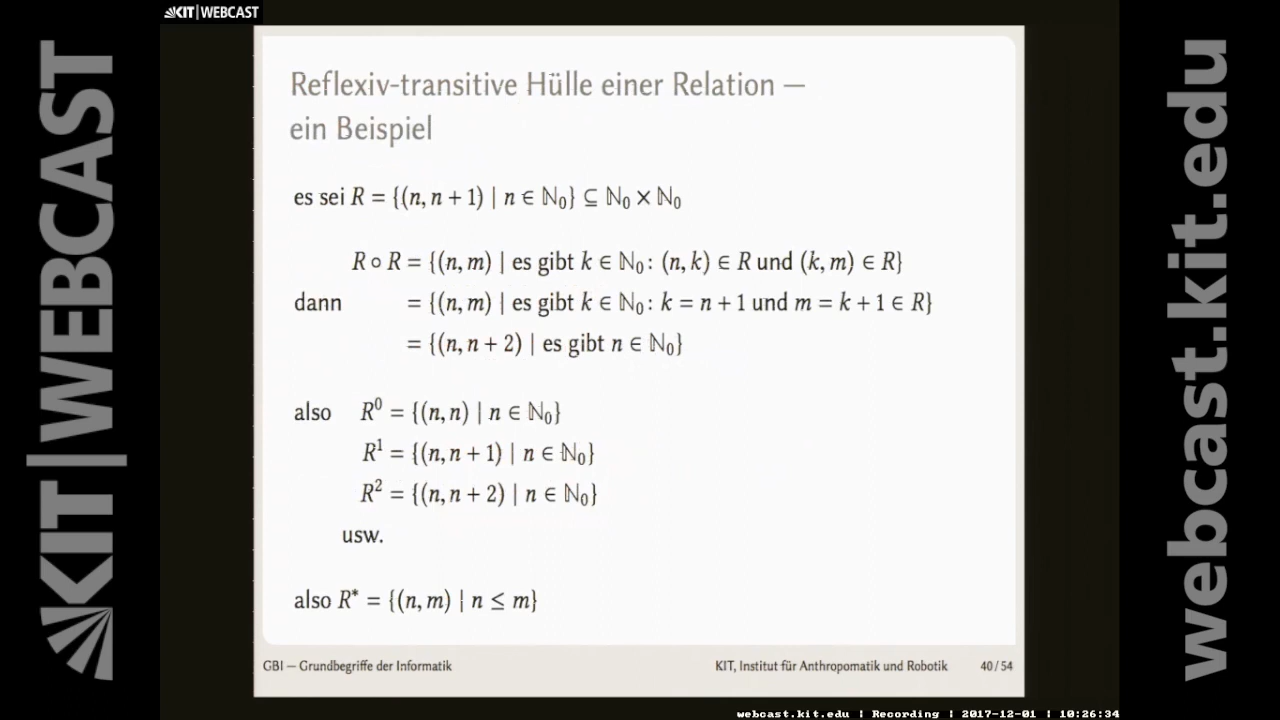 KIT|WEBCAST
KIT|WEBCAST
Reflexiv-transitive Hülle einer Relation —
ein Beispiel
es sei R = {(n, n + 1) | n ∈ ℕ₀} ⊆ ℕ₀ × ℕ₀
R ∘ R = {(n, m) | es gibt k ∈ ℕ₀: (n, k) ∈ R und (k, m) ∈ R}
dann = {(n, m) | es gibt k ∈ ℕ₀: k = n + 1 und m = k + 1 ∈ R}
= {(n, n + 2) | es gibt n ∈ ℕ₀}
also R⁰ = {(n, n) | n ∈ ℕ₀}
R¹ = {(n, n + 1) | n ∈ ℕ₀}
R² = {(n, n + 2) | n ∈ ℕ₀}
usw.
also R* = {(n, m) | n ≤ m}
GBI — Grundbegriffe der Informatik KIT, Institut für Anthropomatik und Robotik 40 / 54
webcast.kit.edu
webcast.kit.edu | Recording | 2017-12-01 | 10:26:34